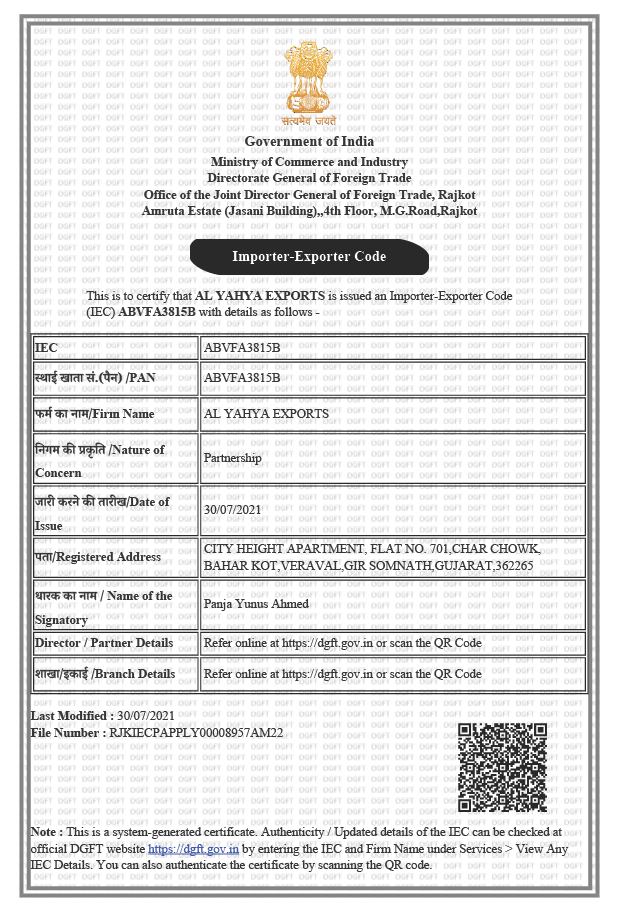 सत्यमेव जयते
Government of India
Ministry of Commerce and Industry
Directorate General of Foreign Trade
Office of the Joint Director General of Foreign Trade, Rajkot
Amruta Estate (Jasani Building),,4th Floor, M.G.Road,Rajkot
Importer-Exporter Code
This is to certify that AL YAHYA EXPORTS is issued an Importer-Exporter Code
(IEC) ABVFA3815B with details as follows -
IEC ABVFA3815B
स्थाई खाता सं.(पैन) /PAN ABVFA3815B
फर्म का नाम/Firm Name AL YAHYA EXPORTS
निगम की प्रकृति /Nature of
Concern
Partnership
जारी करने की तारीख/Date of
Issue
30/07/2021
पता/Registered Address
CITY HEIGHT APARTMENT, FLAT NO. 701,CHAR CHOWK,
BAHAR KOT,VERAVAL,GIR SOMNATH,GUJARAT,362265
धारक का नाम / Name of the
Signatory
Panja Yunus Ahmed
Director / Partner Details Refer online at https://dgft.gov.in or scan the QR Code
शाखा/इकाई /Branch Details Refer online at https://dgft.gov.in or scan the QR Code
Last Modified : 30/07/2021
File Number : RJKIECPAPPLY00008957AM22
Note : This is a system-generated certificate. Authenticity / Updated details of the IEC can be checked at
official DGFT website https://dgft.gov.in by entering the IEC and Firm Name under Services > View Any
IEC Details. You can also authenticate the certificate by scanning the QR code.